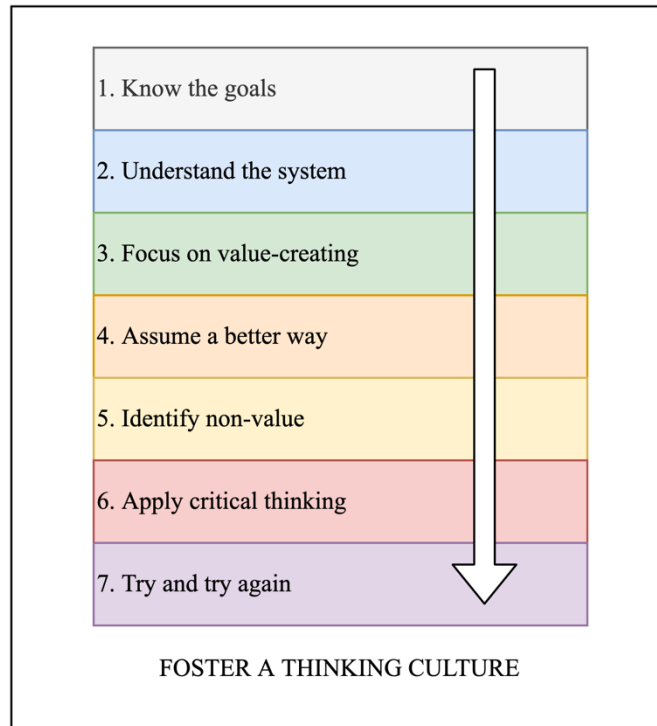 1. Know the goals
2. Understand the system
3. Focus on value-creating
4. Assume a better way
5. Identify non-value
6. Apply critical thinking
7. Try and try again
FOSTER A THINKING CULTURE